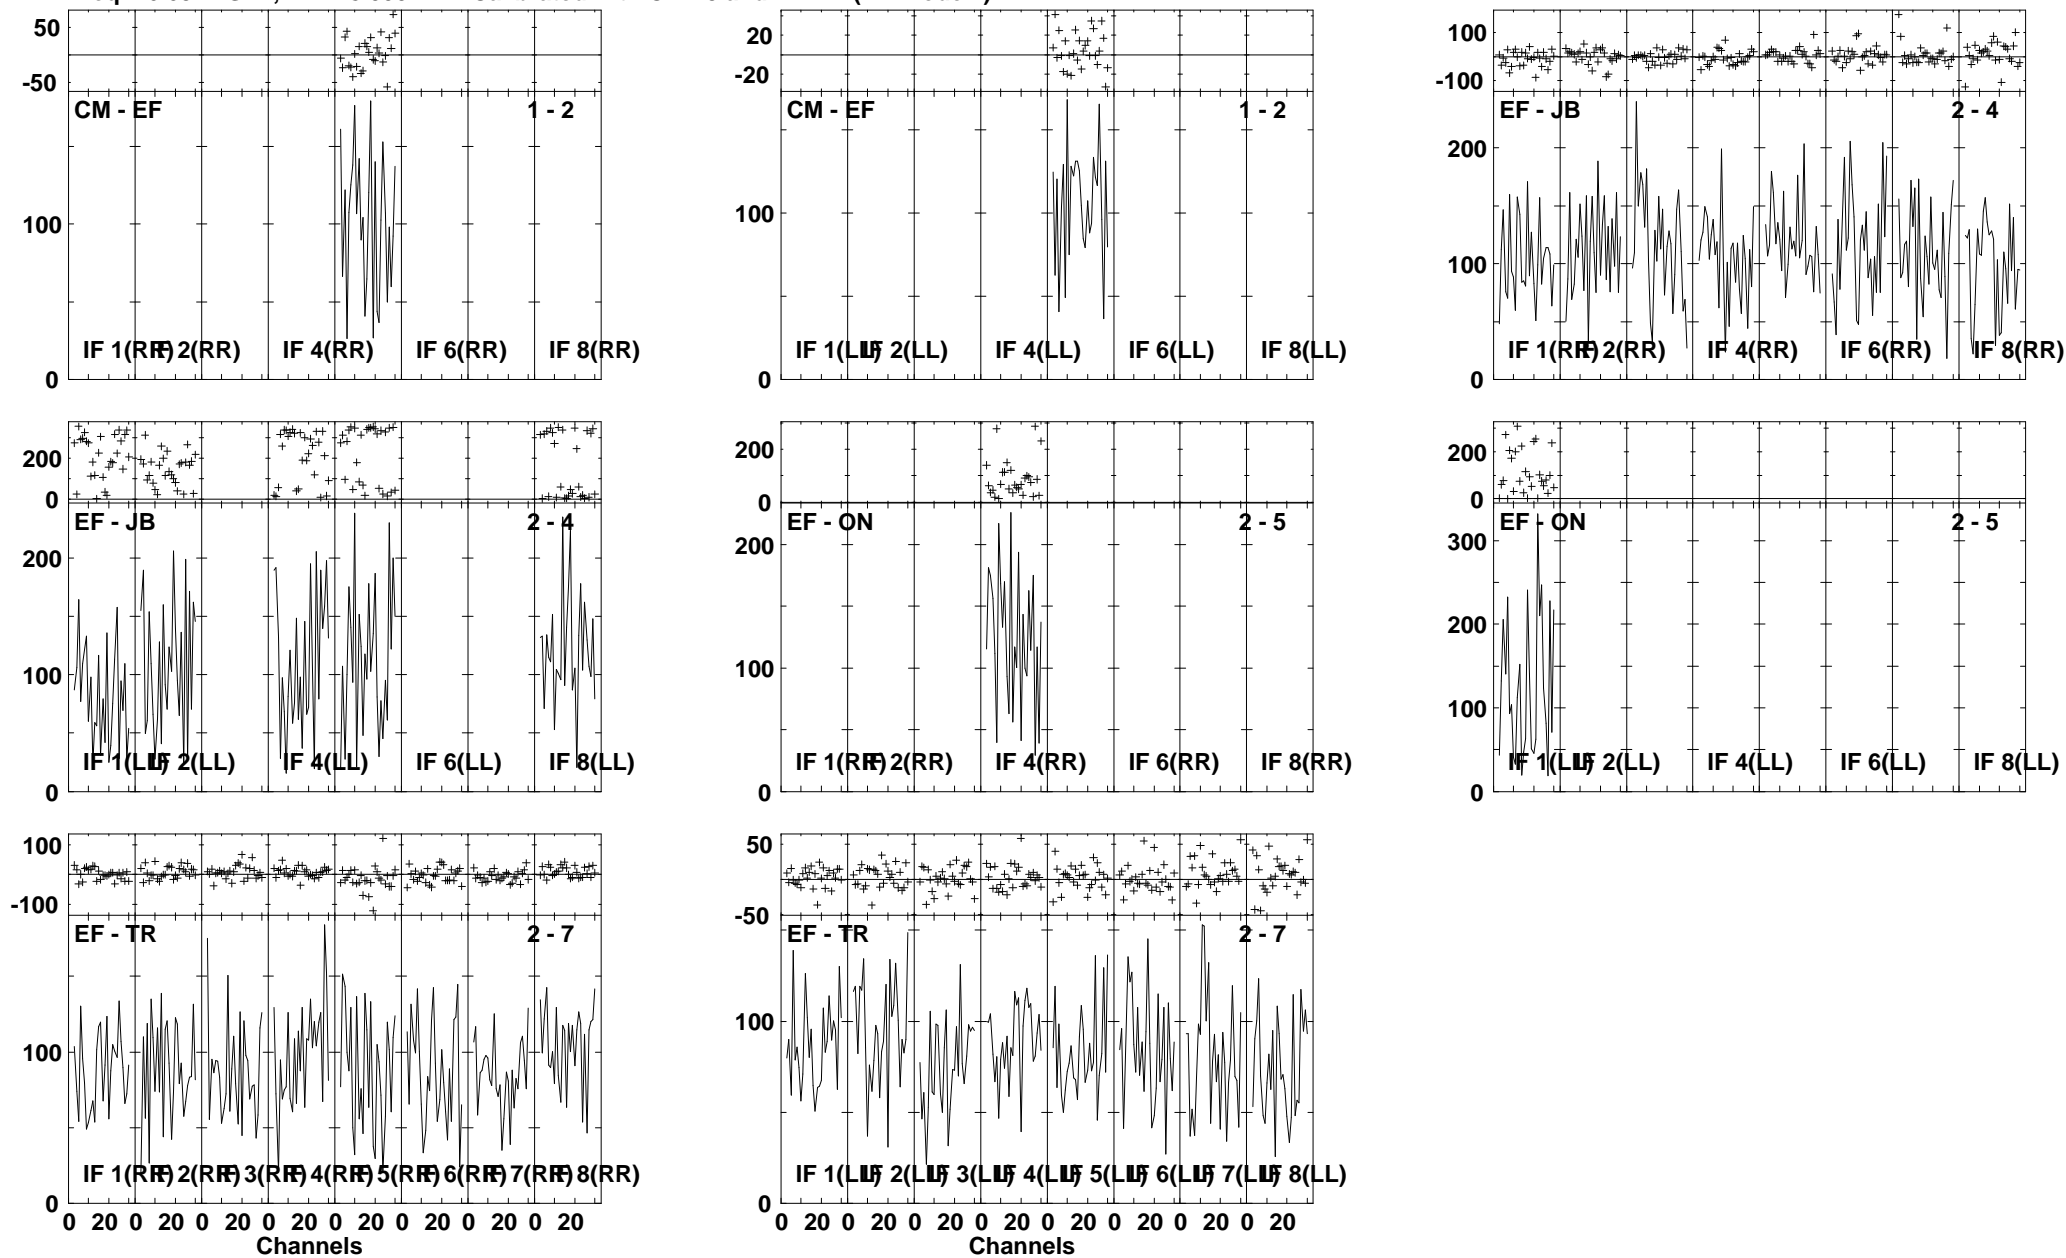 50
-50
CM - EF 1 - 2
100
0
IF 1(RR) IF 2(RR) IF 4(RR) IF 6(RR) IF 8(RR)
20
-20
CM - EF 1 - 2
100
0
IF 1(LL) IF 2(LL) IF 4(LL) IF 6(LL) IF 8(LL)
100
-100
EF - JB 2 - 4
200
100
0
IF 1(RR) IF 2(RR) IF 4(RR) IF 6(RR) IF 8(RR)
200
0
EF - JB 2 - 4
200
100
0
IF 1(LL) IF 2(LL) IF 4(LL) IF 6(LL) IF 8(LL)
200
0
EF - ON 2 - 5
200
100
0
IF 1(RR) IF 2(RR) IF 4(RR) IF 6(RR) IF 8(RR)
200
0
EF - ON 2 - 5
300
200
100
0
IF 1(LL) IF 2(LL) IF 4(LL) IF 6(LL) IF 8(LL)
100
-100
EF - TR 2 - 7
100
0
IF 1(RR) IF 2(RR) IF 3(RR) IF 4(RR) IF 5(RR) IF 6(RR) IF 7(RR) IF 8(RR)
0 20 0 20 0 20 0 20 0 20 0 20 0 20 0 20
Channels
50
-50
EF - TR 2 - 7
100
0
IF 1(LL) IF 2(LL) IF 3(LL) IF 4(LL) IF 5(LL) IF 6(LL) IF 7(LL) IF 8(LL)
0 20 0 20 0 20 0 20 0 20 0 20 0 20 0 20
Channels